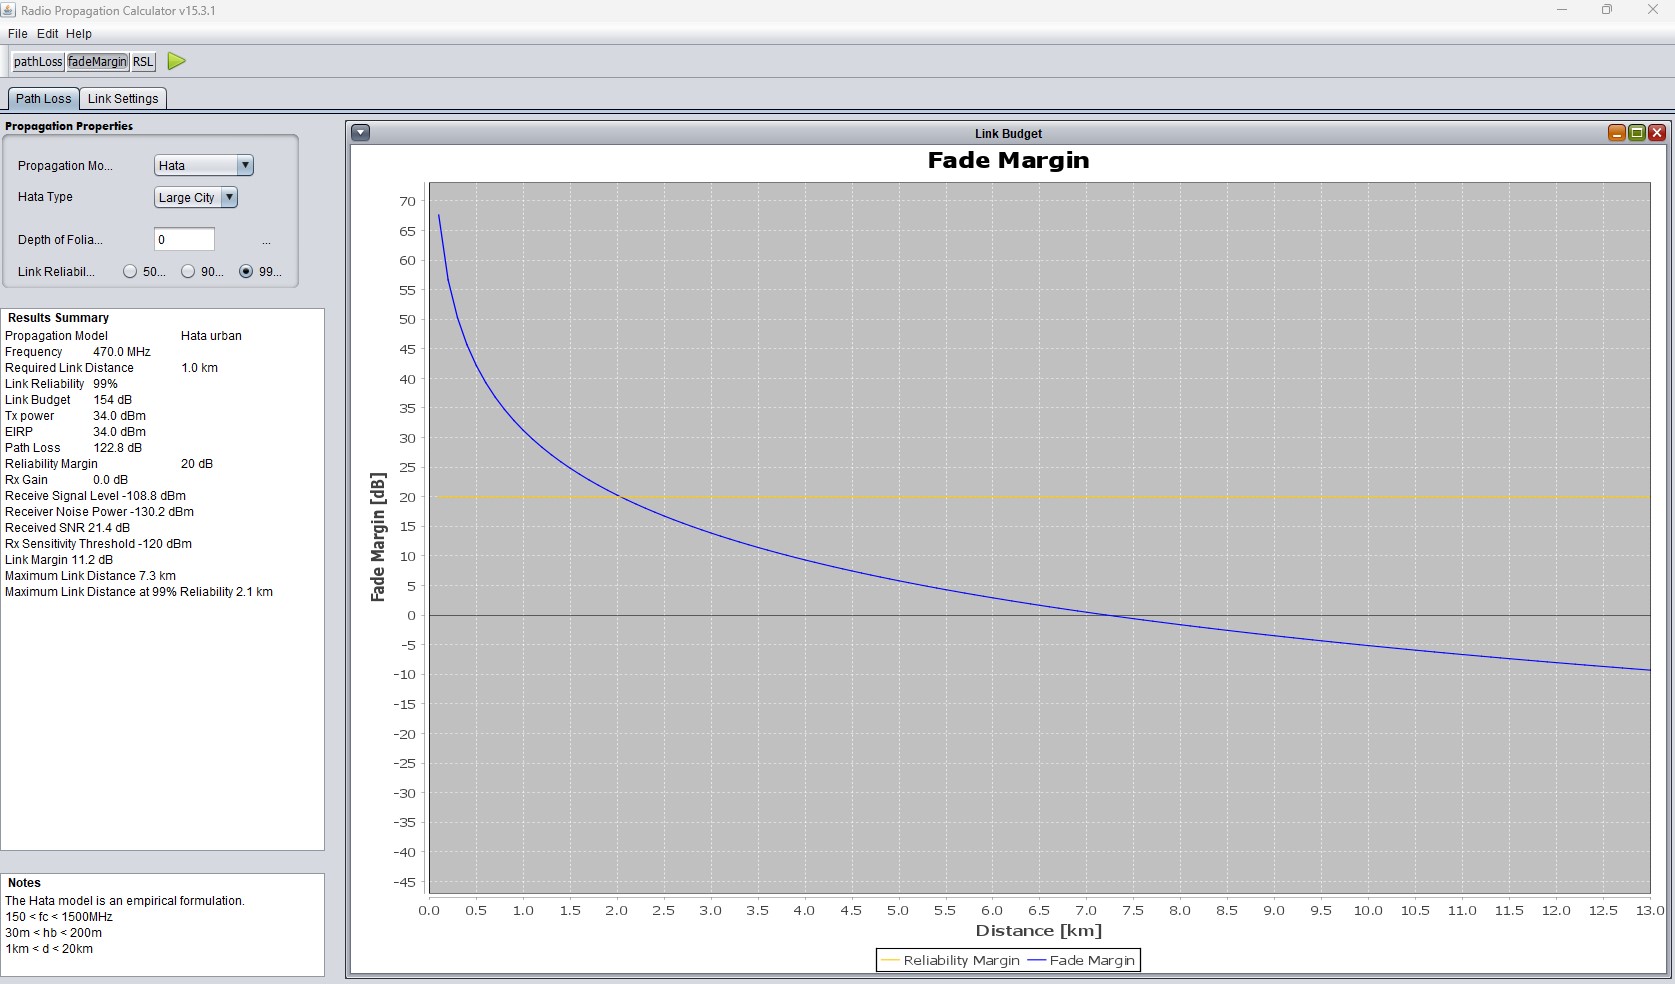 Radio Propagation Calculator v15.3.1
File Edit Help
pathLoss fadeMargin RSL
Path Loss Link Settings
Propagation Properties
Propagation Mo... Hata
Hata Type Large City
Depth of Folia... 0 ...
Link Reliabil... 50... 90... 99...
Results Summary
Propagation Model Hata urban
Frequency 470.0 MHz
Required Link Distance 1.0 km
Link Reliability 99%
Link Budget 154 dB
Tx power 34.0 dBm
EIRP 34.0 dBm
Path Loss 122.8 dB
Reliability Margin 20 dB
Rx Gain 0.0 dB
Receive Signal Level -108.8 dBm
Receiver Noise Power -130.2 dBm
Received SNR 21.4 dB
Rx Sensitivity Threshold -120 dBm
Link Margin 11.2 dB
Maximum Link Distance 7.3 km
Maximum Link Distance at 99% Reliability 2.1 km
Notes
The Hata model is an empirical formulation.
150 < fc < 1500MHz
30m < hb < 200m
1km < d < 20km
Link Budget
Fade Margin
Fade Margin [dB]
70
65
60
55
50
45
40
35
30
25
20
15
10
5
0
-5
-10
-15
-20
-25
-30
-35
-40
-45
0.0 0.5 1.0 1.5 2.0 2.5 3.0 3.5 4.0 4.5 5.0 5.5 6.0 6.5 7.0 7.5 8.0 8.5 9.0 9.5 10.0 10.5 11.0 11.5 12.0 12.5 13.0
Distance [km]
Reliability Margin Fade Margin